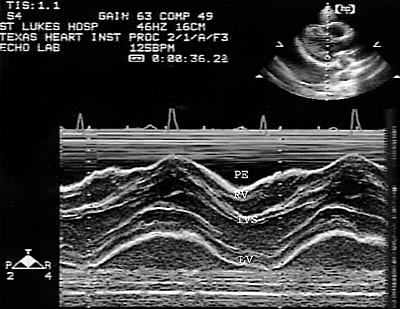 TIS:1.1
S4 GAIN 63 COMP 49
ST LUKES HOSP 46HZ 16CM
TEXAS HEART INST PROC 2/1/A/F3
ECHO LAB 125BPM
0:00:36.22
hp
PE
RV
IVS
LV
T
P R
2 4